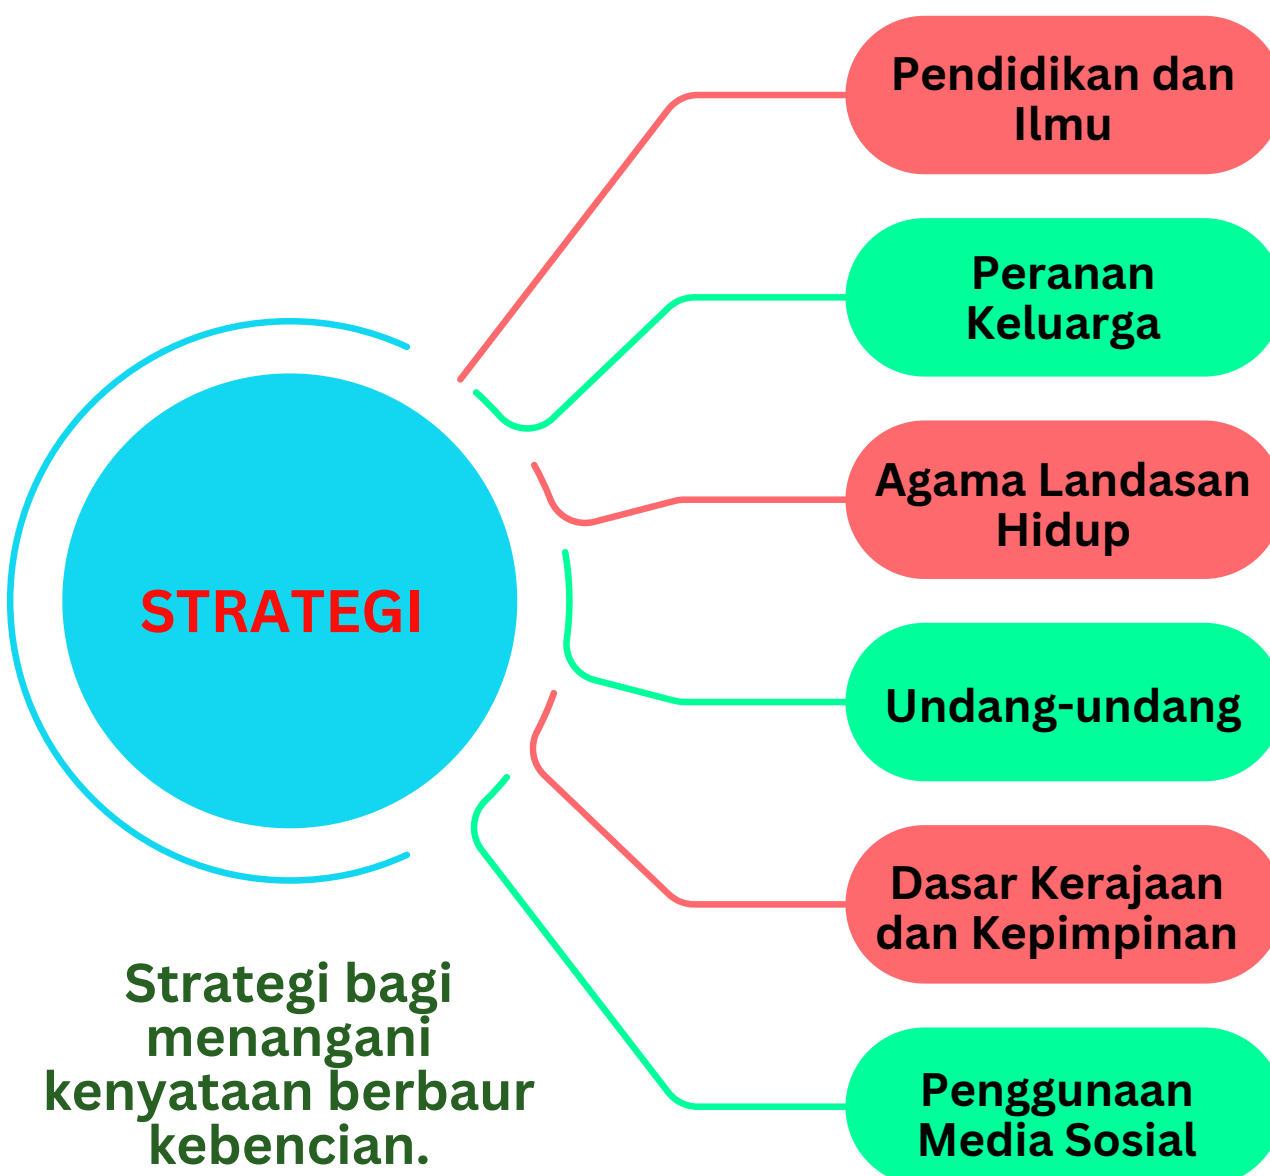 STRATEGI
Strategi bagi
menangani
kenyataan berbaur
kebencian.
Pendidikan dan
Ilmu
Peranan
Keluarga
Agama Landasan
Hidup
Undang-undang
Dasar Kerajaan
dan Kepimpinan
Penggunaan
Media Sosial